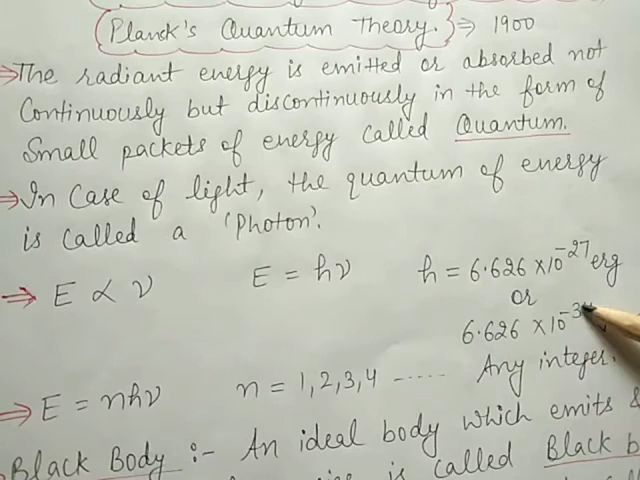 Planck's Quantum Theory. ⇒ 1900
⇒ The radiant energy is emitted or absorbed not
Continuously but discontinuously in the form of
Small packets of energy called Quantum.
⇒ In Case of light, the quantum of energy
is called a 'Photon'.
⇒ E ∝ ν E = hν h = 6.626 × 10⁻²⁷ erg
or
6.626 × 10⁻³⁴
⇒ E = nhν n = 1, 2, 3, 4 ...... Any integer.
Black Body :- An ideal body which emits &
is called Black b